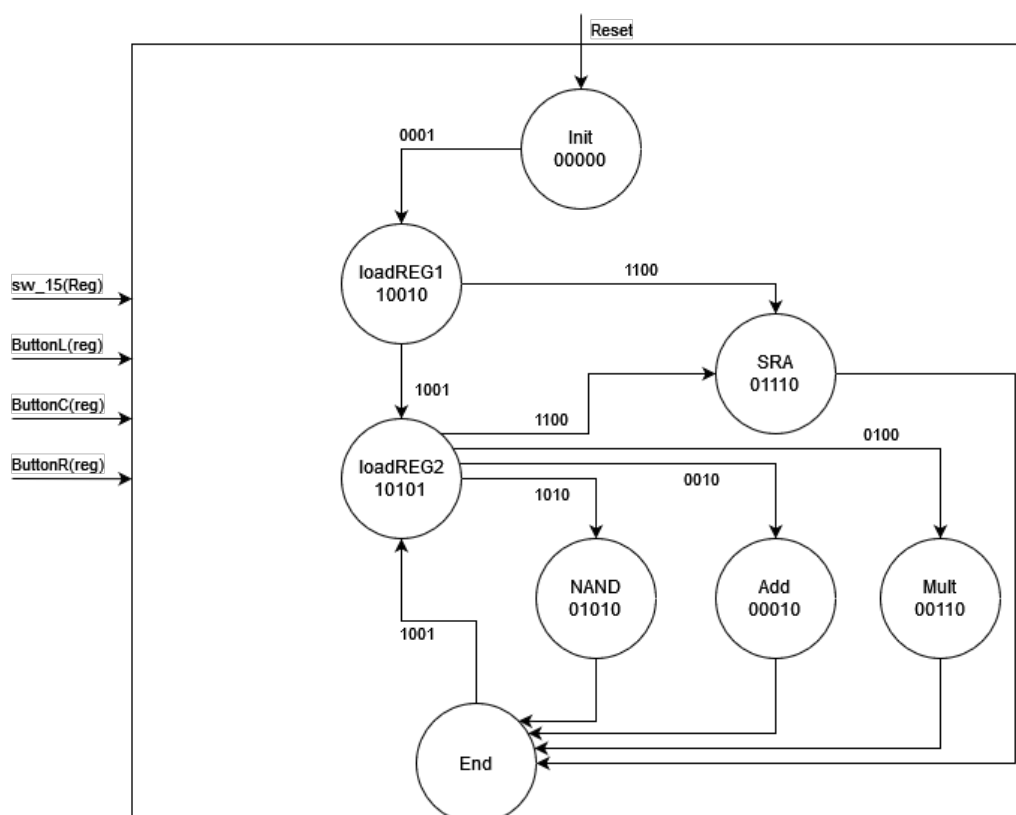 Reset
Init
00000
0001
loadREG1
10010
1100
sw_15(Reg)
ButtonL(reg)
ButtonC(reg)
ButtonR(reg)
SRA
01110
1001
1100
0100
loadREG2
10101
0010
1010
NAND
01010
Add
00010
Mult
00110
1001
End